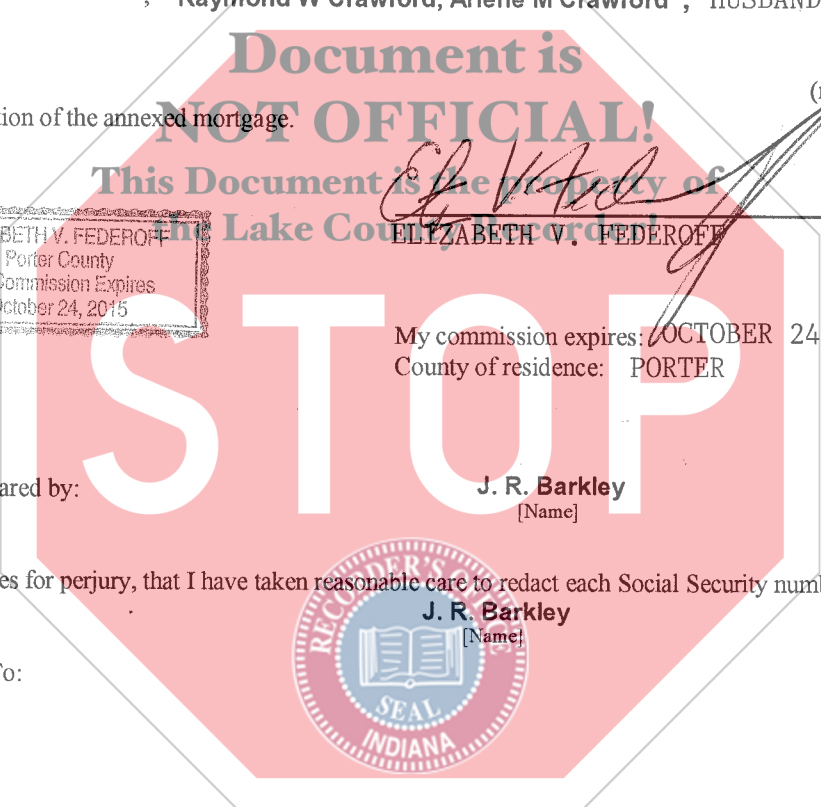 , Raymond W Crawford, Arlene M Crawford , HUSBAND
Document is
NOT OFFICIAL!
tion of the annexed mortgage.
This Document is the property of
the Lake County Recorder!
BETH V. FEDEROFF
Porter County
Commission Expires
October 24, 2015
ELIZABETH V. FEDEROFF
My commission expires: OCTOBER 24
County of residence: PORTER
STOP
ared by:
J. R. Barkley
[Name]
es for perjury, that I have taken reasonable care to redact each Social Security numb
J. R. Barkley
[Name]
To:
RECORDER'S OFFICE
SEAL
INDIANA